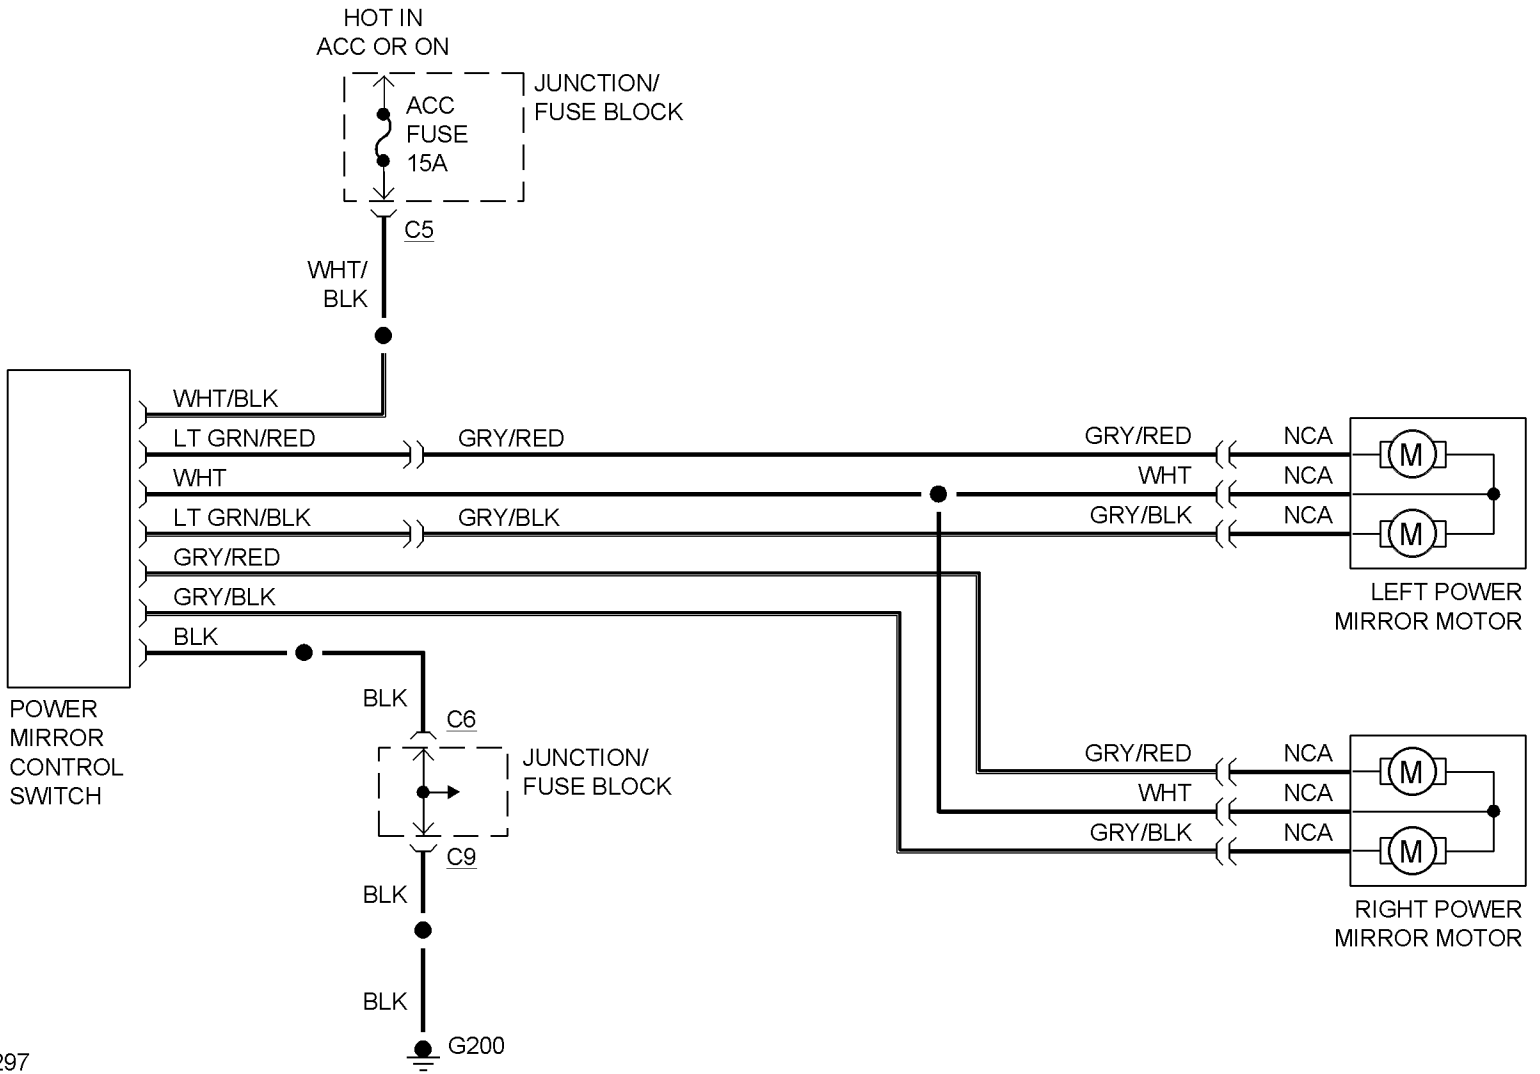 HOT IN
ACC OR ON
JUNCTION/
FUSE BLOCK
ACC
FUSE
15A
C5
WHT/
BLK
WHT/BLK
LT GRN/RED
GRY/RED
GRY/RED
NCA
M
WHT
WHT
NCA
LT GRN/BLK
GRY/BLK
GRY/BLK
NCA
M
GRY/RED
LEFT POWER
MIRROR MOTOR
GRY/BLK
BLK
POWER
MIRROR
CONTROL
SWITCH
BLK
C6
JUNCTION/
FUSE BLOCK
GRY/RED
NCA
M
WHT
NCA
GRY/BLK
NCA
M
C9
BLK
RIGHT POWER
MIRROR MOTOR
BLK
G200
297